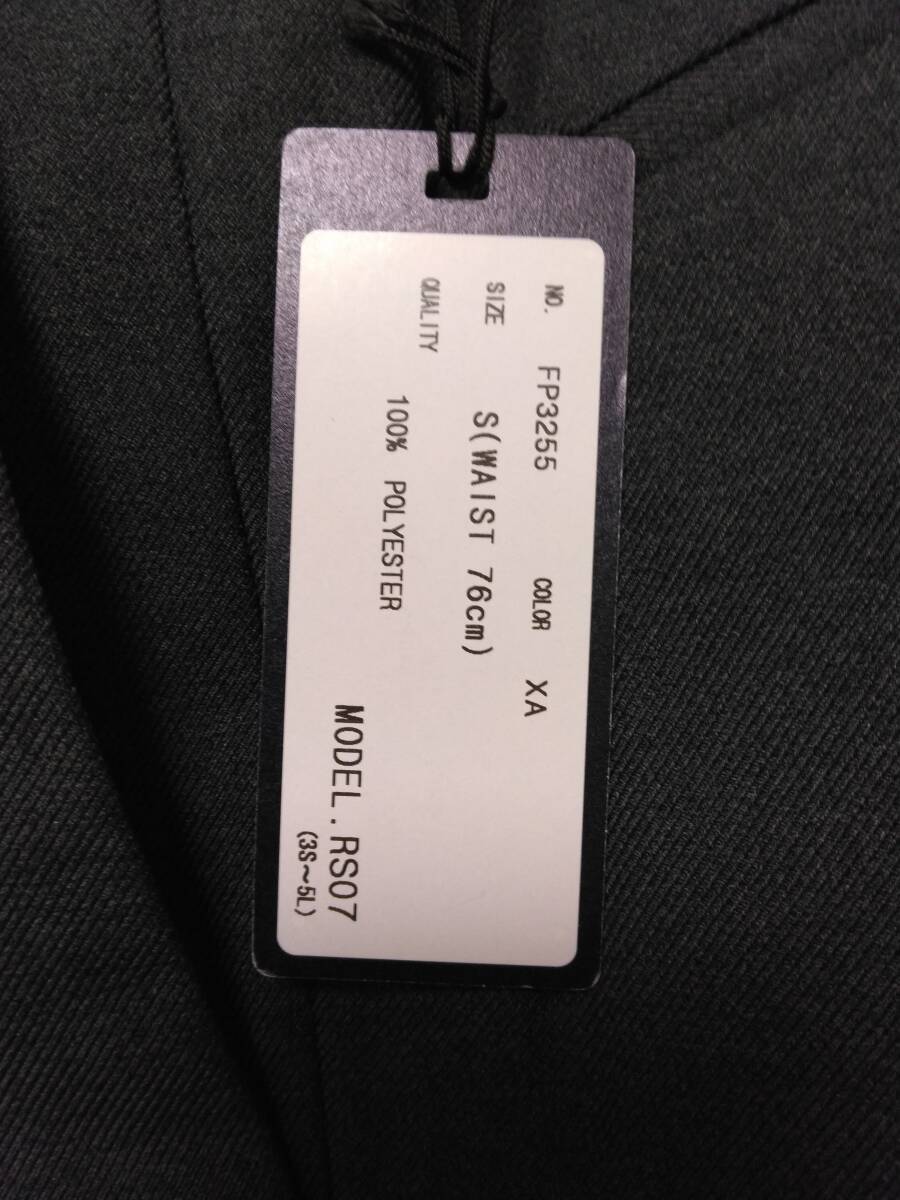 NO. FP3255 COLOR XA
SIZE S(WAIST 76cm)
QUALITY
100% POLYESTER
MODEL.RS07
(3S～5L)